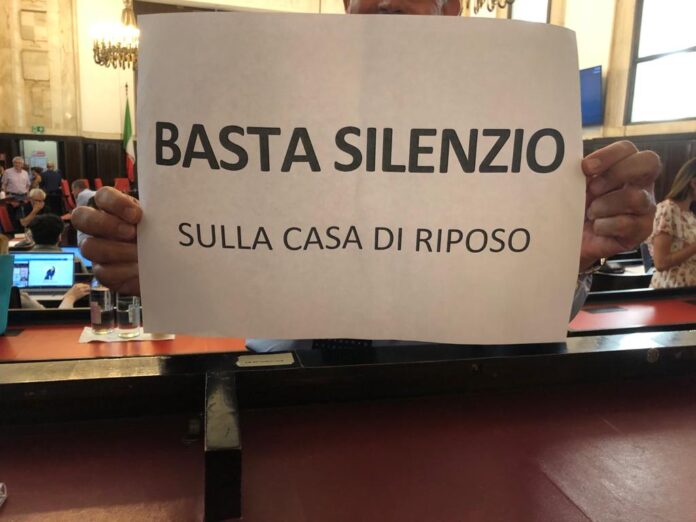 BASTA SILENZIO
SULLA CASA DI RIPOSO